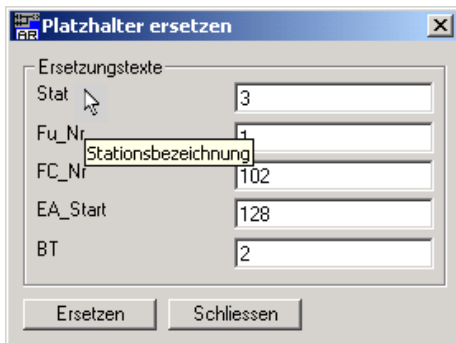 Platzhalter ersetzen
Ersetzungstexte
Stat 3
Fu_Nr 1
Stationsbezeichnung
FC_Nr 102
EA_Start 128
BT 2
Ersetzen Schliessen